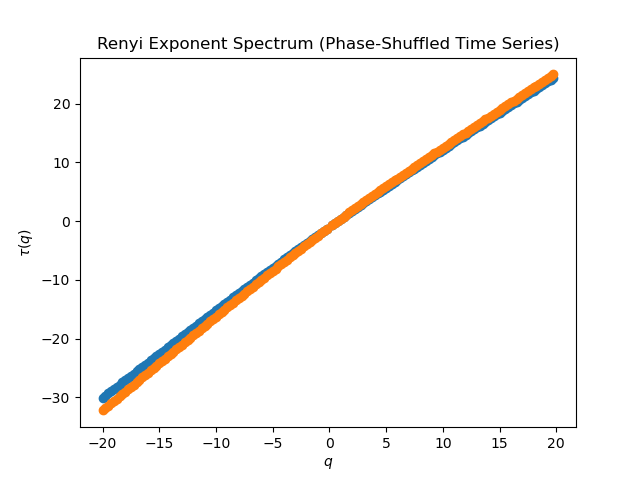 Renyi Exponent Spectrum (Phase-Shuffled Time Series)
τ(q)
20
10
0
−10
−20
−30
−20 −15 −10 −5 0 5 10 15 20
q